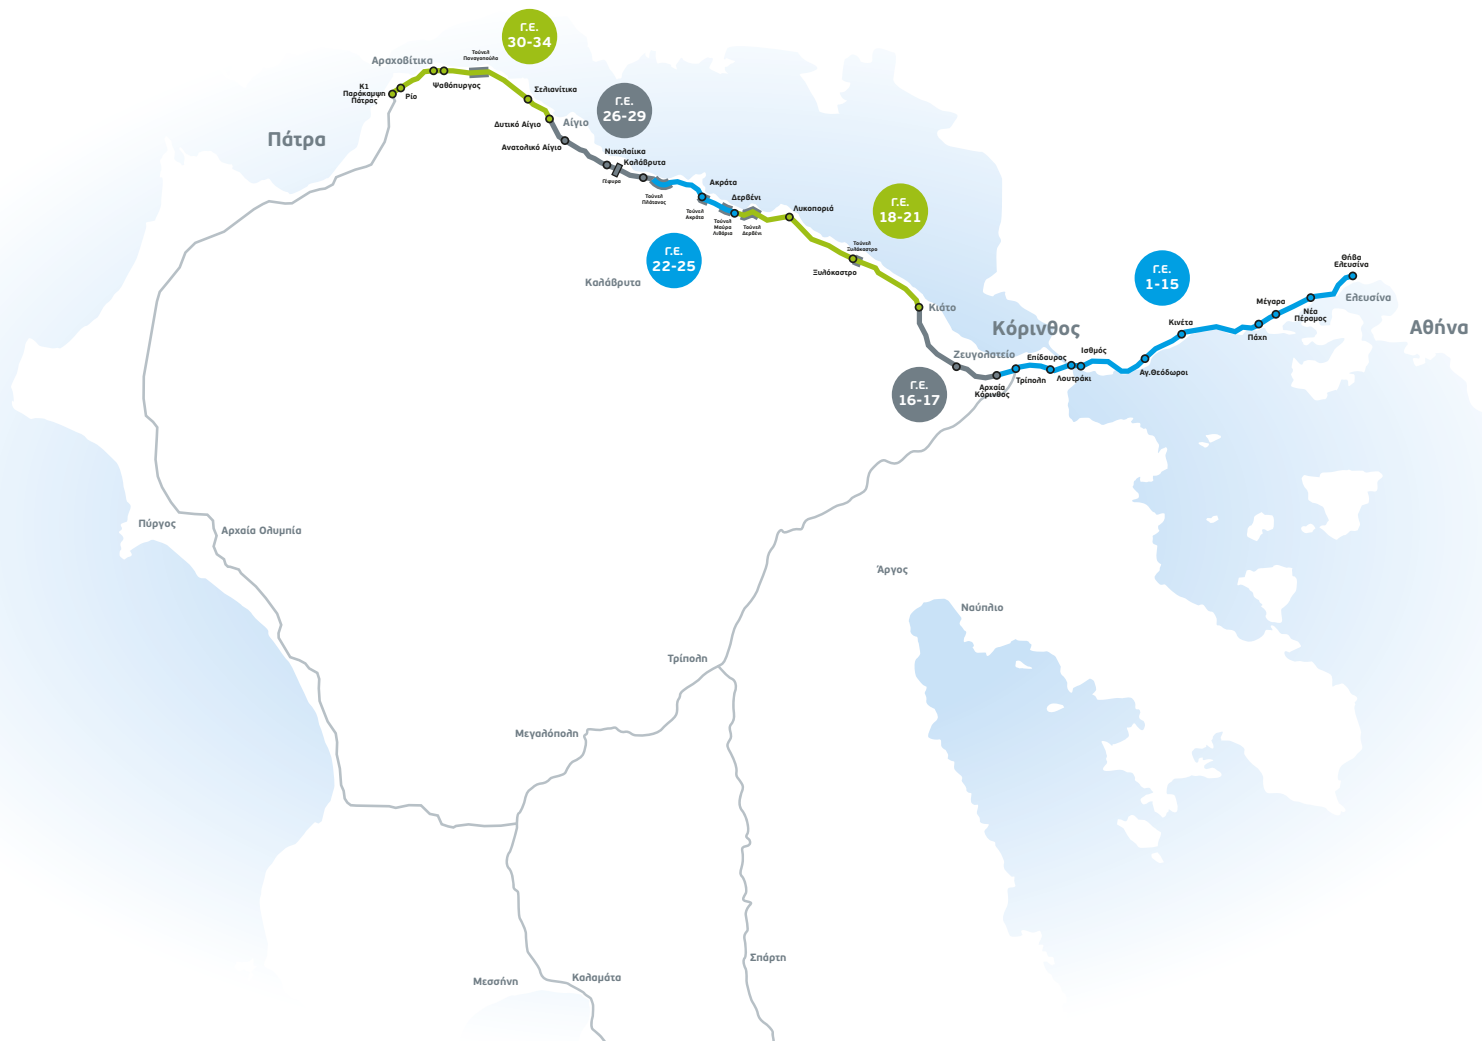 Γ.Ε.
30-34
Τούνελ
Παναγοπούλα
Αραχοβίτικα
Κ1
Παράκαμψη
Πάτρας
Ρίο
Ψαθόπυργος
Σελιανίτικα
Γ.Ε.
26-29
Δυτικό Αίγιο
Αίγιο
Πάτρα
Ανατολικό Αίγιο
Νικολαίικα
Καλάβρυτα
Γέφυρα
Τούνελ
Πλάτανος
Ακράτα
Δερβένι
Τούνελ
Ακράτα
Τούνελ
Μαύρα
Λιθάρια
Τούνελ
Δερβένι
Λυκοποριά
Γ.Ε.
18-21
Γ.Ε.
22-25
Τούνελ
Ξυλόκαστρο
Ξυλόκαστρο
Καλάβρυτα
Γ.Ε.
1-15
Θήβα
Ελευσίνα
Ελευσίνα
Μέγαρα
Νέα
Πέραμος
Κιάτο
Κινέτα
Πάχη
Κόρινθος
Αθήνα
Ζευγολατείο
Επίδαυρος
Ισθμός
Τρίπολη
Λουτράκι
Αγ.Θεόδωροι
Γ.Ε.
16-17
Αρχαία
Κόρινθος
Πύργος
Αρχαία Ολυμπία
Άργος
Ναύπλιο
Τρίπολη
Μεγαλόπολη
Σπάρτη
Μεσσήνη
Καλαμάτα